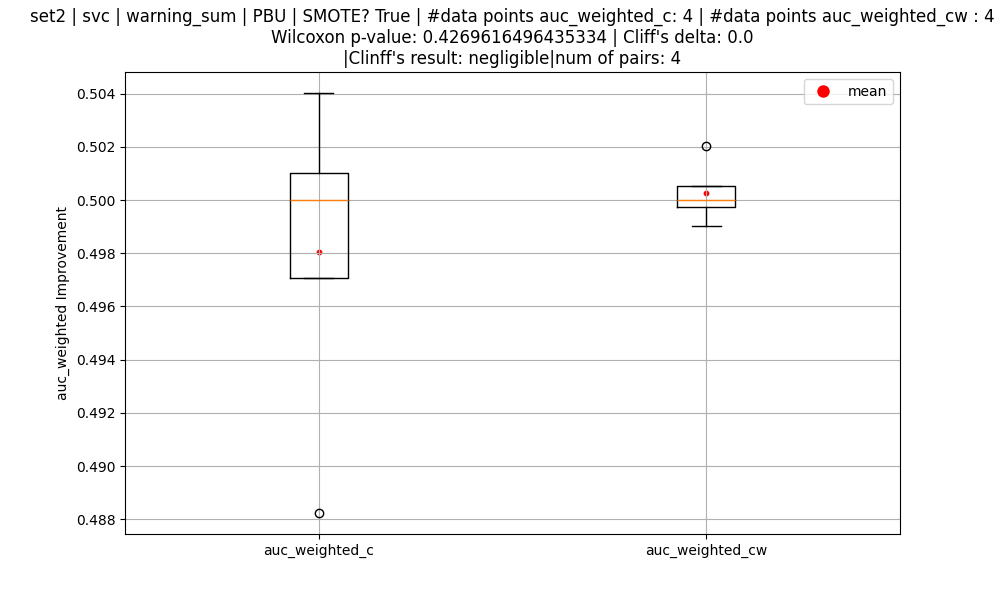 set2 | svc | warning_sum | PBU | SMOTE? True | #data points auc_weighted_c: 4 | #data points auc_weighted_cw : 4
Wilcoxon p-value: 0.4269616496435334 | Cliff's delta: 0.0
|Clinff's result: negligible|num of pairs: 4
mean
auc_weighted Improvement
0.504
0.502
0.500
0.498
0.496
0.494
0.492
0.490
0.488
auc_weighted_c
auc_weighted_cw